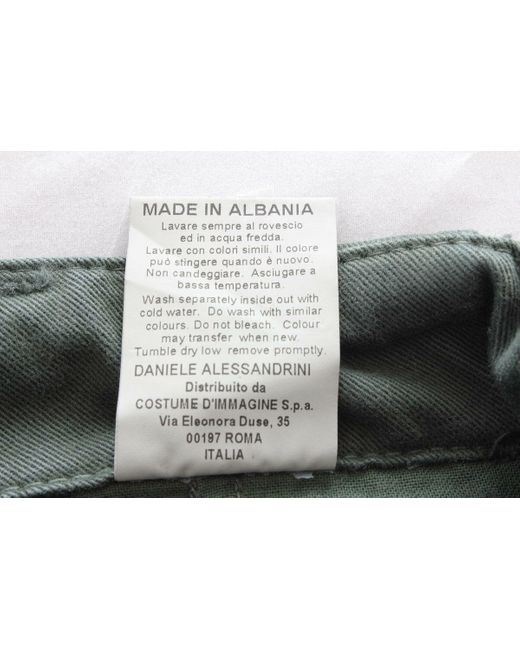 MADE IN ALBANIA
Lavare sempre al rovescio
ed in acqua fredda.
Lavare con colori simili. Il colore
può stingere quando è nuovo.
Non candeggiare. Asciugare a
bassa temperatura.
Wash separately inside out with
cold water. Do wash with similar
colours. Do not bleach. Colour
may transfer when new.
Tumble dry low remove promptly.
DANIELE ALESSANDRINI
Distribuito da
COSTUME D'IMMAGINE S.p.a.
Via Eleonora Duse, 35
00197 ROMA
ITALIA